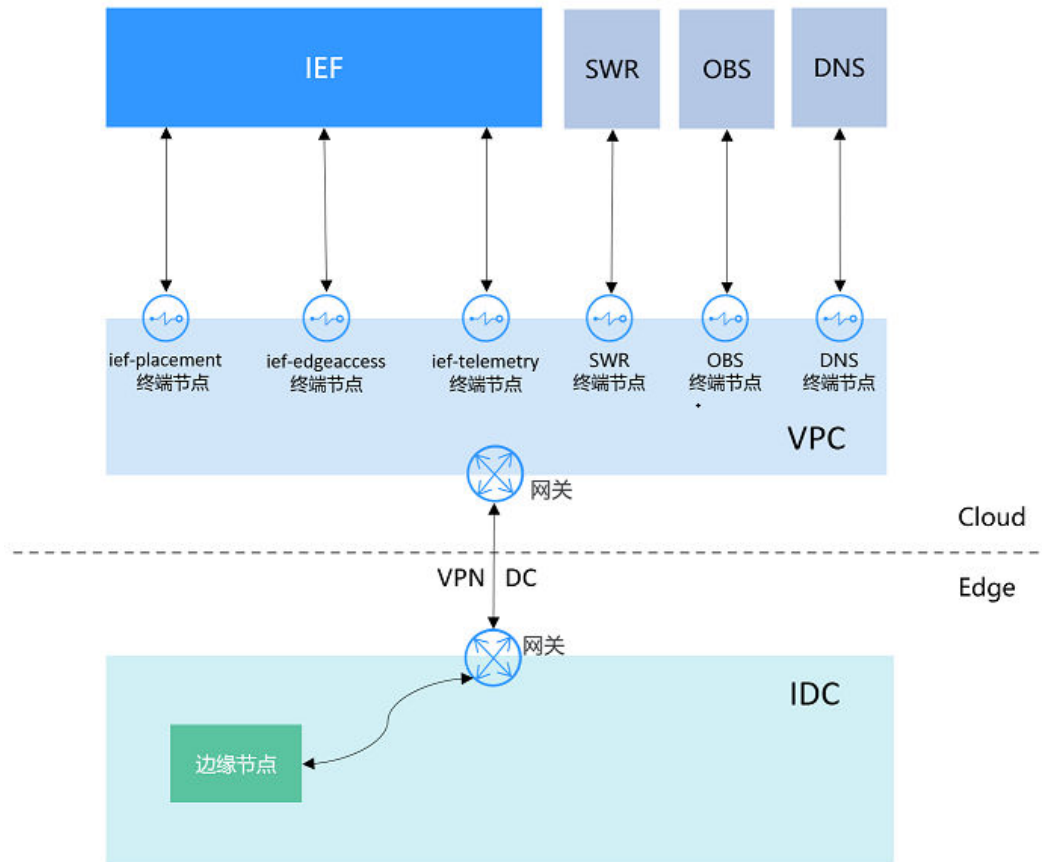 IEF
SWR
OBS
DNS
ief-placement
终端节点
ief-edgeaccess
终端节点
ief-telemetry
终端节点
SWR
终端节点
OBS
终端节点
DNS
终端节点
VPC
网关
Cloud
VPN
DC
Edge
网关
IDC
边缘节点